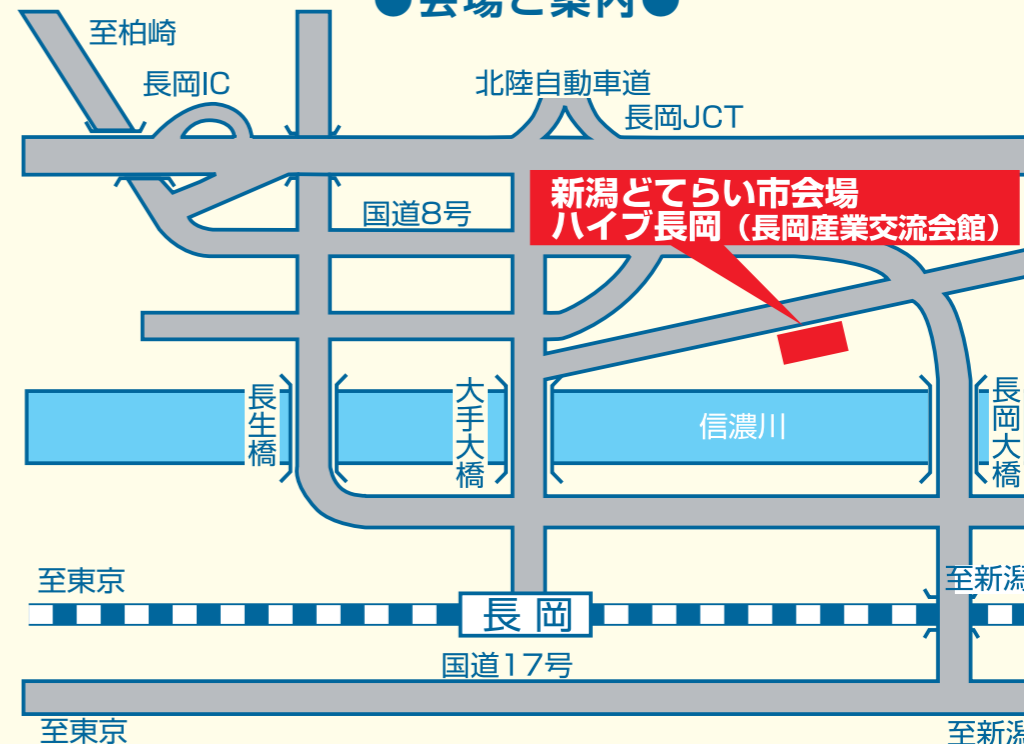 ●会場ご案内●
至柏崎
長岡IC
北陸自動車道
長岡JCT
新潟どてらい市会場
ハイブ長岡（長岡産業交流会館）
国道8号
長生橋
大手大橋
信濃川
長岡大橋
至東京
至新潟
長岡
国道17号
至東京
至新潟